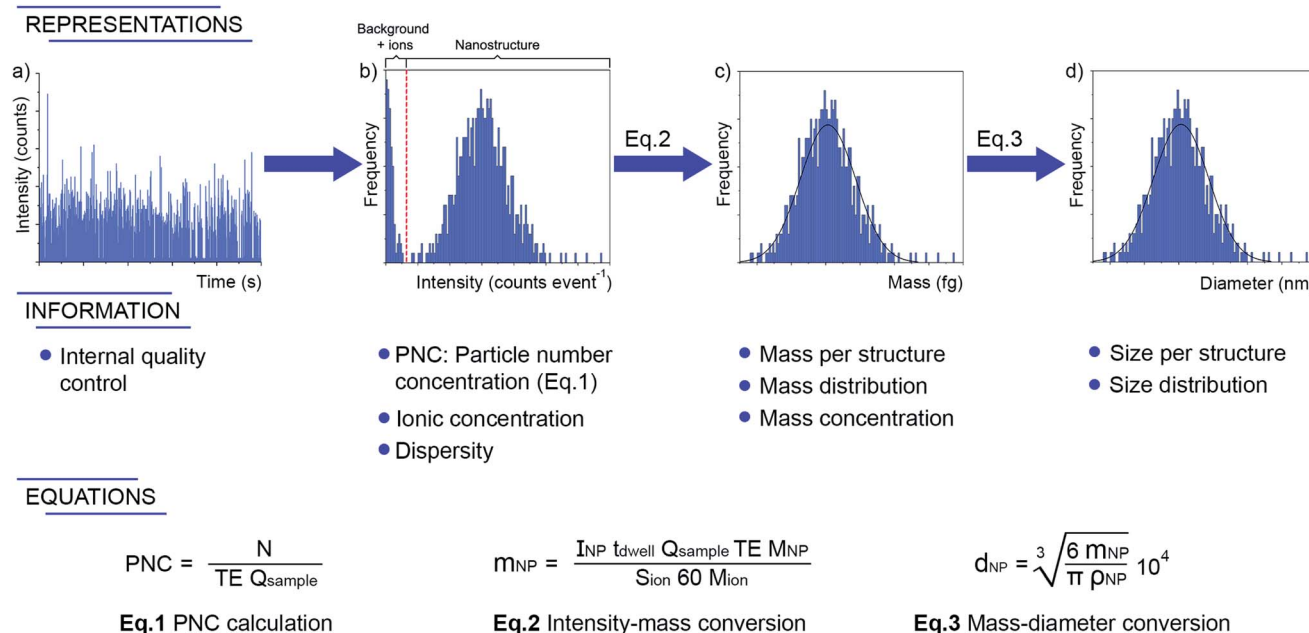 REPRESENTATIONS
Background
+ ions
Nanostructure
a)
b)
c)
d)
Intensity (counts)
Frequency
Frequency
Frequency
Eq.2
Eq.3
Time (s)
Intensity (counts event⁻¹)
Mass (fg)
Diameter (nm
INFORMATION
● Internal quality
control
● PNC: Particle number
concentration (Eq.1)
● Ionic concentration
● Dispersity
● Mass per structure
● Mass distribution
● Mass concentration
● Size per structure
● Size distribution
EQUATIONS
PNC = N / TE Qsample
mNP = INP tdwell Qsample TE MNP / Sion 60 Mion
dNP = ∛(6 mNP / π ρNP) 10⁴
Eq.1 PNC calculation
Eq.2 Intensity-mass conversion
Eq.3 Mass-diameter conversion